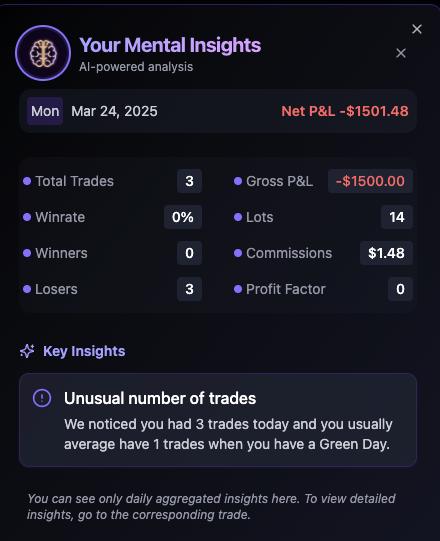 Your Mental Insights
AI-powered analysis
Mon Mar 24, 2025 Net P&L -$1501.48
Total Trades 3 Gross P&L -$1500.00
Winrate 0% Lots 14
Winners 0 Commissions $1.48
Losers 3 Profit Factor 0
Key Insights
Unusual number of trades
We noticed you had 3 trades today and you usually
average have 1 trades when you have a Green Day.
You can see only daily aggregated insights here. To view detailed
insights, go to the corresponding trade.